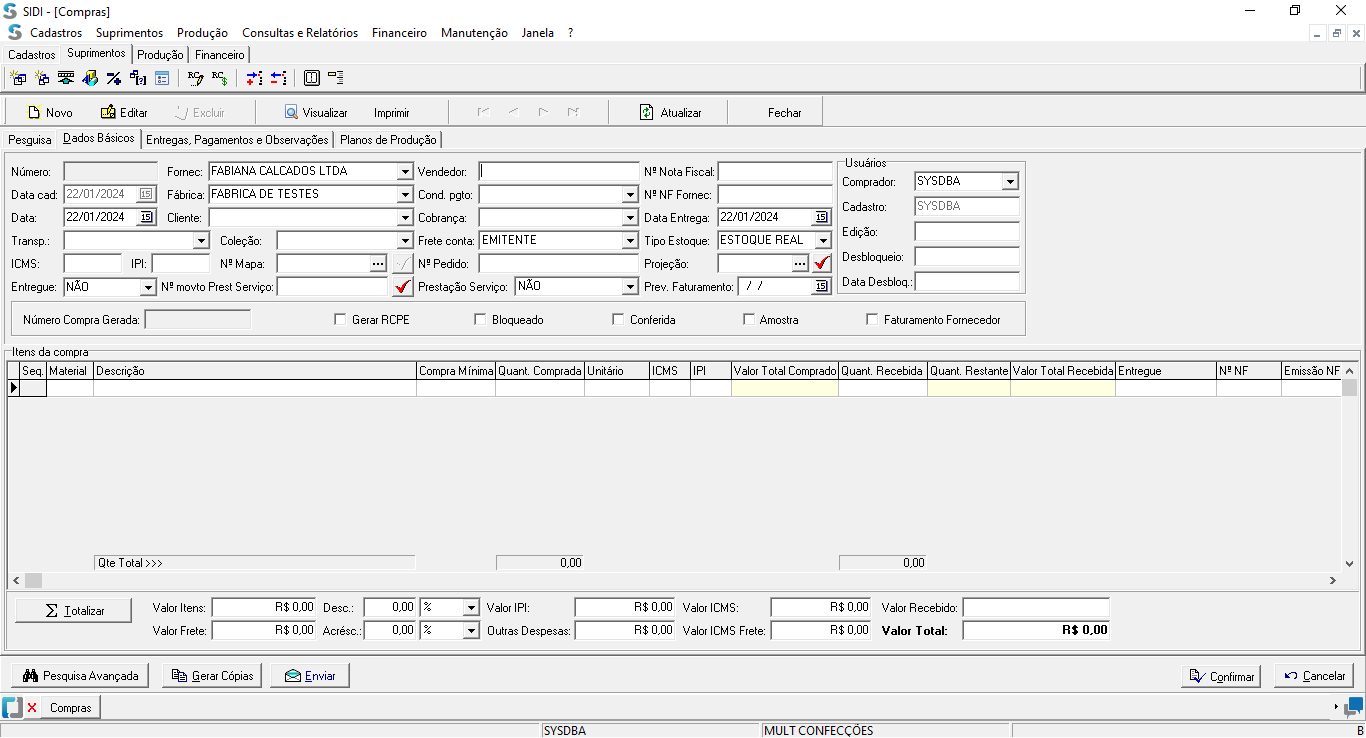 SIDI - [Compras]
Cadastros Suprimentos Produção Consultas e Relatórios Financeiro Manutenção Janela ?
Cadastros Suprimentos Produção Financeiro
Novo Editar Excluir Visualizar Imprimir Atualizar Fechar
Pesquisa Dados Básicos Entregas, Pagamentos e Observações Planos de Produção
Usuários
Número: Fornec: FABIANA CALCADOS LTDA Vendedor: Nº Nota Fiscal:
Comprador: SYSDBA
Data cad: 22/01/2024 15 Fábrica: FABRICA DE TESTES Cond. pgto: Nº NF Fornec:
Cadastro: SYSDBA
Data: 22/01/2024 15 Cliente: Cobrança: Data Entrega: 22/01/2024 15
Edição:
Transp.: Coleção: Frete conta: EMITENTE Tipo Estoque: ESTOQUE REAL
Desbloqueio:
ICMS: IPI: Nº Mapa: ... Nº Pedido: Projeção: ...
Data Desbloq.:
Entregue: NÃO Nº movto Prest Serviço: Prestação Serviço: NÃO Prev. Faturamento: / / 15
Número Compra Gerada: Gerar RCPE Bloqueado Conferida Amostra Faturamento Fornecedor
Itens da compra
Seq. Material Descrição Compra Mínima Quant. Comprada Unitário ICMS IPI Valor Total Comprado Quant. Recebida Quant. Restante Valor Total Recebida Entregue Nº NF Emissão NF
Qte Total >>> 0,00 0,00
Totalizar Valor Itens: R$ 0,00 Desc.: 0,00 % Valor IPI: R$ 0,00 Valor ICMS: R$ 0,00 Valor Recebido:
Valor Frete: R$ 0,00 Acrésc.: 0,00 % Outras Despesas: R$ 0,00 Valor ICMS Frete: R$ 0,00 Valor Total: R$ 0,00
Pesquisa Avançada Gerar Cópias Enviar Confirmar Cancelar
Compras
SYSDBA MULT CONFECÇÕES B